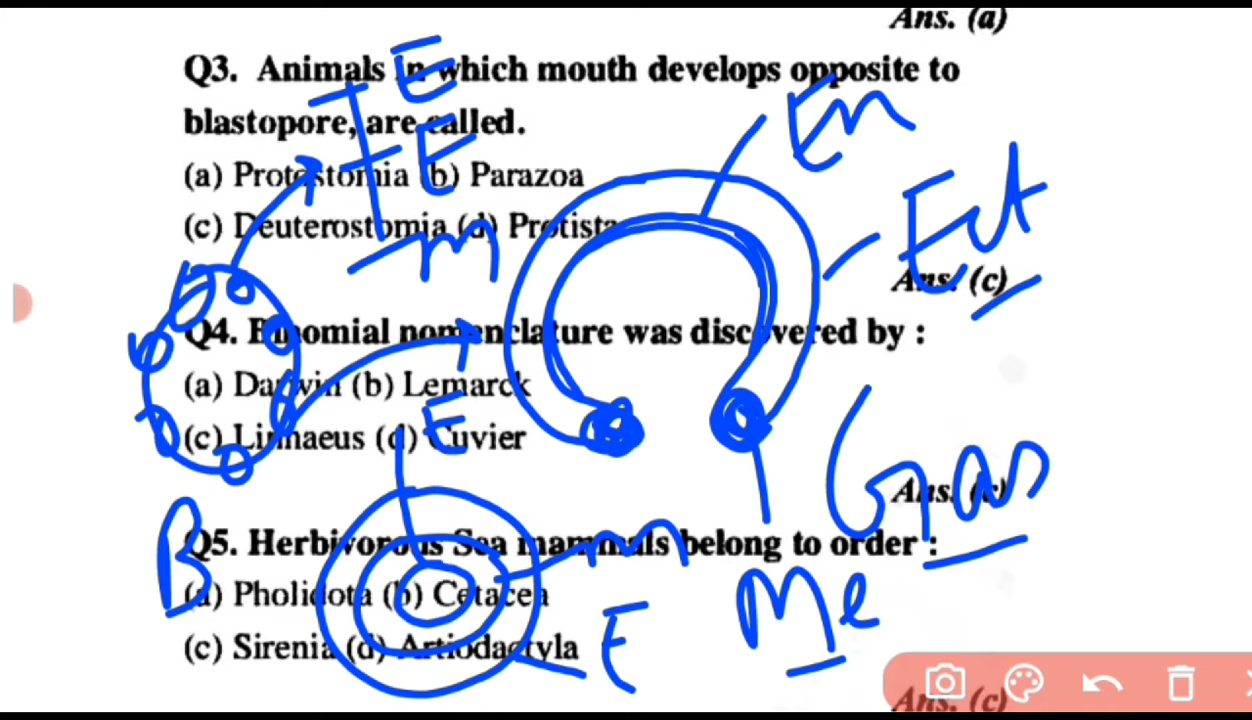 Ans. (a)
Q3. Animals in which mouth develops opposite to
blastopore, are called.
(a) Protostomia (b) Parazoa
(c) Deuterostomia (d) Protista
Ans. (c)
Q4. Binomial nomenclature was discovered by :
(a) Darwin (b) Lemarck
(c) Linnaeus (d) Cuvier
Ans. (c)
Q5. Herbivorous Sea mammals belong to order :
(a) Pholidota (b) Cetacea
(c) Sirenia (d) Artiodactyla
Ans. (c)
E
E
m
En
Ect
E
B
m
E
Gas
Me